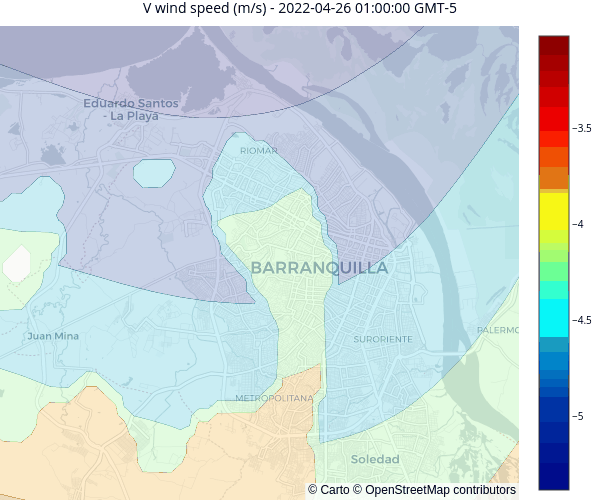 V wind speed (m/s) - 2022-04-26 01:00:00 GMT-5
Eduardo Santos
- La Playa
−3.5
RIOMAR
−4
BARRANQUILLA
−4.5
PALERMO
Juan Mina
SURORIENTE
METROPOLITANA
−5
Soledad
© Carto © OpenStreetMap contributors